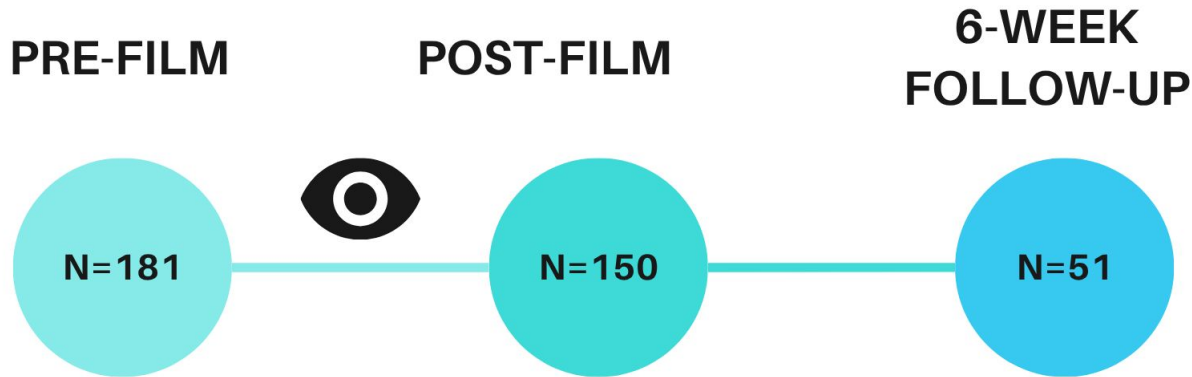 PRE-FILM
POST-FILM
6-WEEK
FOLLOW-UP
N=181
N=150
N=51